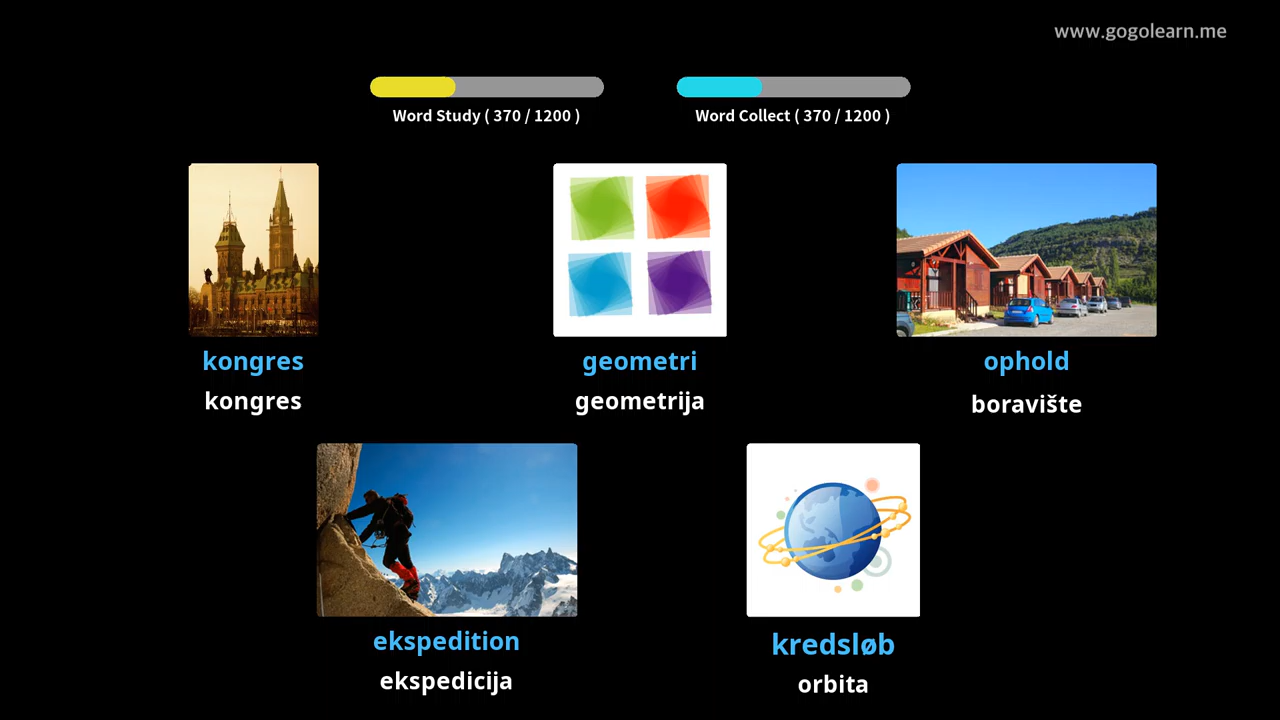 www.gogolearn.me
Word Study ( 370 / 1200 )
Word Collect ( 370 / 1200 )
kongres
kongres
geometri
geometrija
ophold
boravište
ekspedition
ekspedicija
kredsløb
orbita